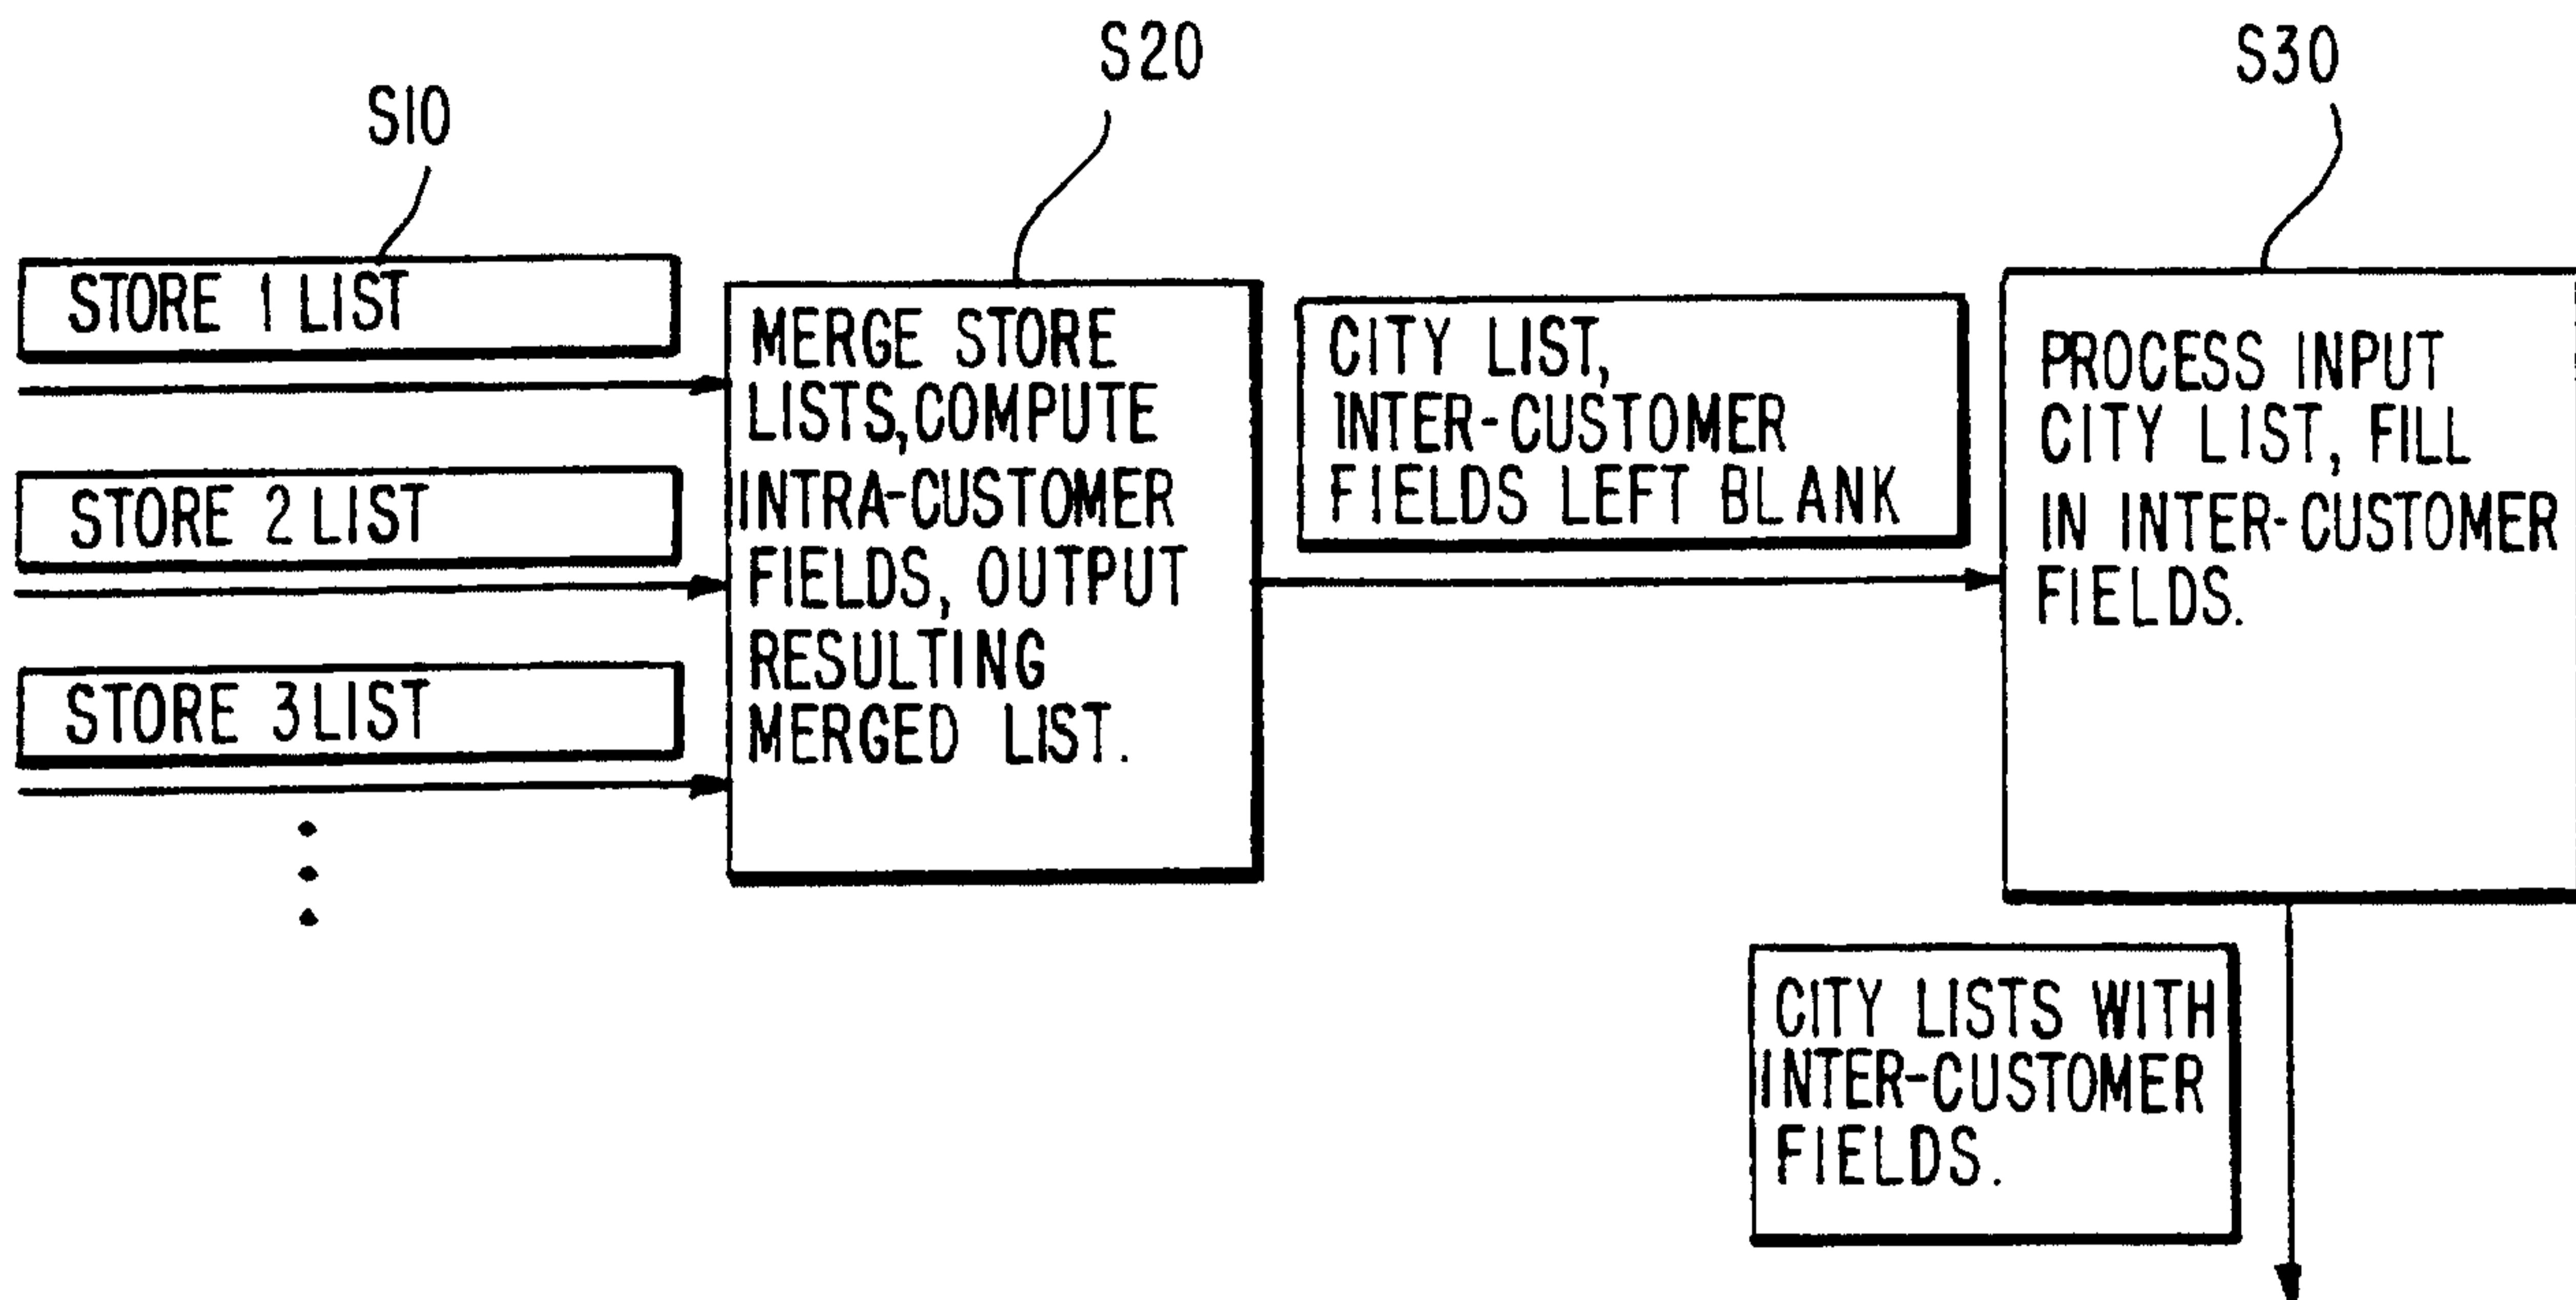 S10
S20
S30
STORE 1 LIST
STORE 2 LIST
STORE 3 LIST
MERGE STORE
LISTS, COMPUTE
INTRA-CUSTOMER
FIELDS, OUTPUT
RESULTING
MERGED LIST.
CITY LIST,
INTER-CUSTOMER
FIELDS LEFT BLANK
PROCESS INPUT
CITY LIST, FILL
IN INTER-CUSTOMER
FIELDS.
CITY LISTS WITH
INTER-CUSTOMER
FIELDS.